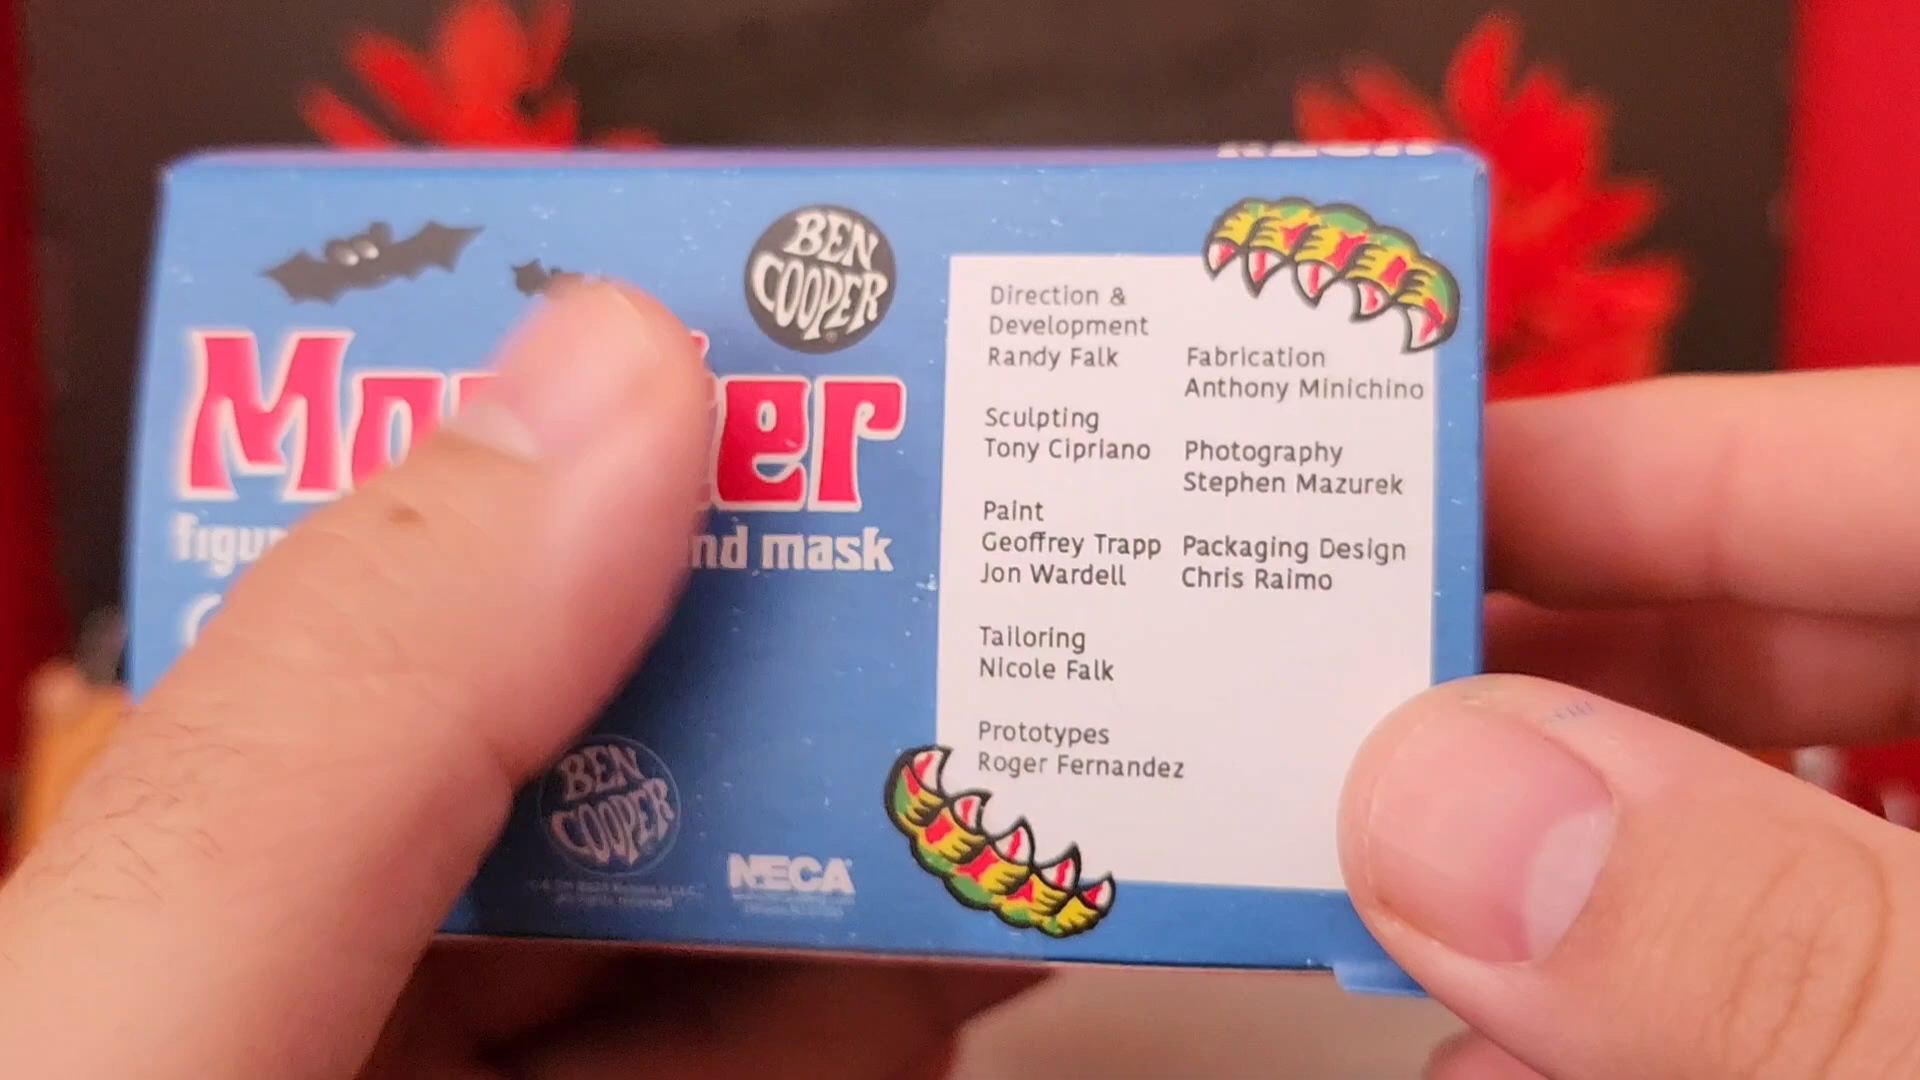 BEN
COOPER
mask
BEN
COOPER
NECA
Direction &
Development
Randy Falk
Sculpting
Tony Cipriano
Paint
Geoffrey Trapp
Jon Wardell
Tailoring
Nicole Falk
Prototypes
Roger Fernandez
Fabrication
Anthony Minichino
Photography
Stephen Mazurek
Packaging Design
Chris Raimo